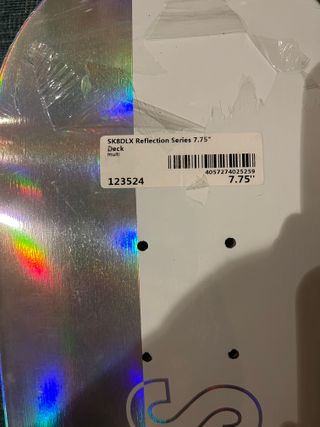 SK8DLX Reflection Series 7.75"
Deck
multi
4057274025259
123524
7.75"
S